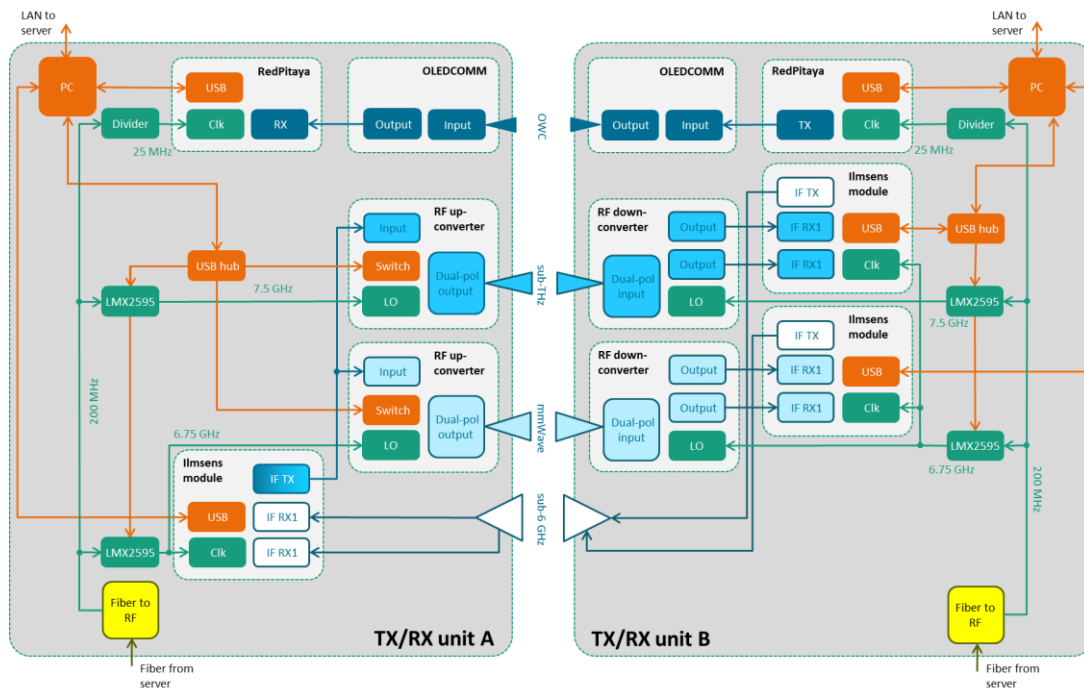 LAN to
server
PC
RedPitaya
USB
Divider
Clk
RX
25 MHz
OLEDCOMM
Output
Input
OWC
RF up-
converter
Input
Switch
LO
Dual-pol
output
sub-THz
USB hub
7.5 GHz
LMX2595
200 MHz
RF up-
converter
Input
Switch
LO
Dual-pol
output
mmWave
6.75 GHz
Ilmsens
module
IF TX
USB
IF RX1
Clk
IF RX1
sub-6 GHz
LMX2595
Fiber to
RF
TX/RX unit A
Fiber from
server
LAN to
server
PC
OLEDCOMM
Output
Input
RedPitaya
USB
TX
Clk
Divider
25 MHz
RF down-
converter
Output
Output
Dual-pol
input
LO
IF TX
Ilmsens
module
IF RX1
USB
IF RX1
Clk
USB hub
LMX2595
7.5 GHz
RF down-
converter
Output
Output
Dual-pol
input
LO
IF TX
Ilmsens
module
IF RX1
USB
IF RX1
Clk
LMX2595
6.75 GHz
200 MHz
Fiber to
RF
TX/RX unit B
Fiber from
server